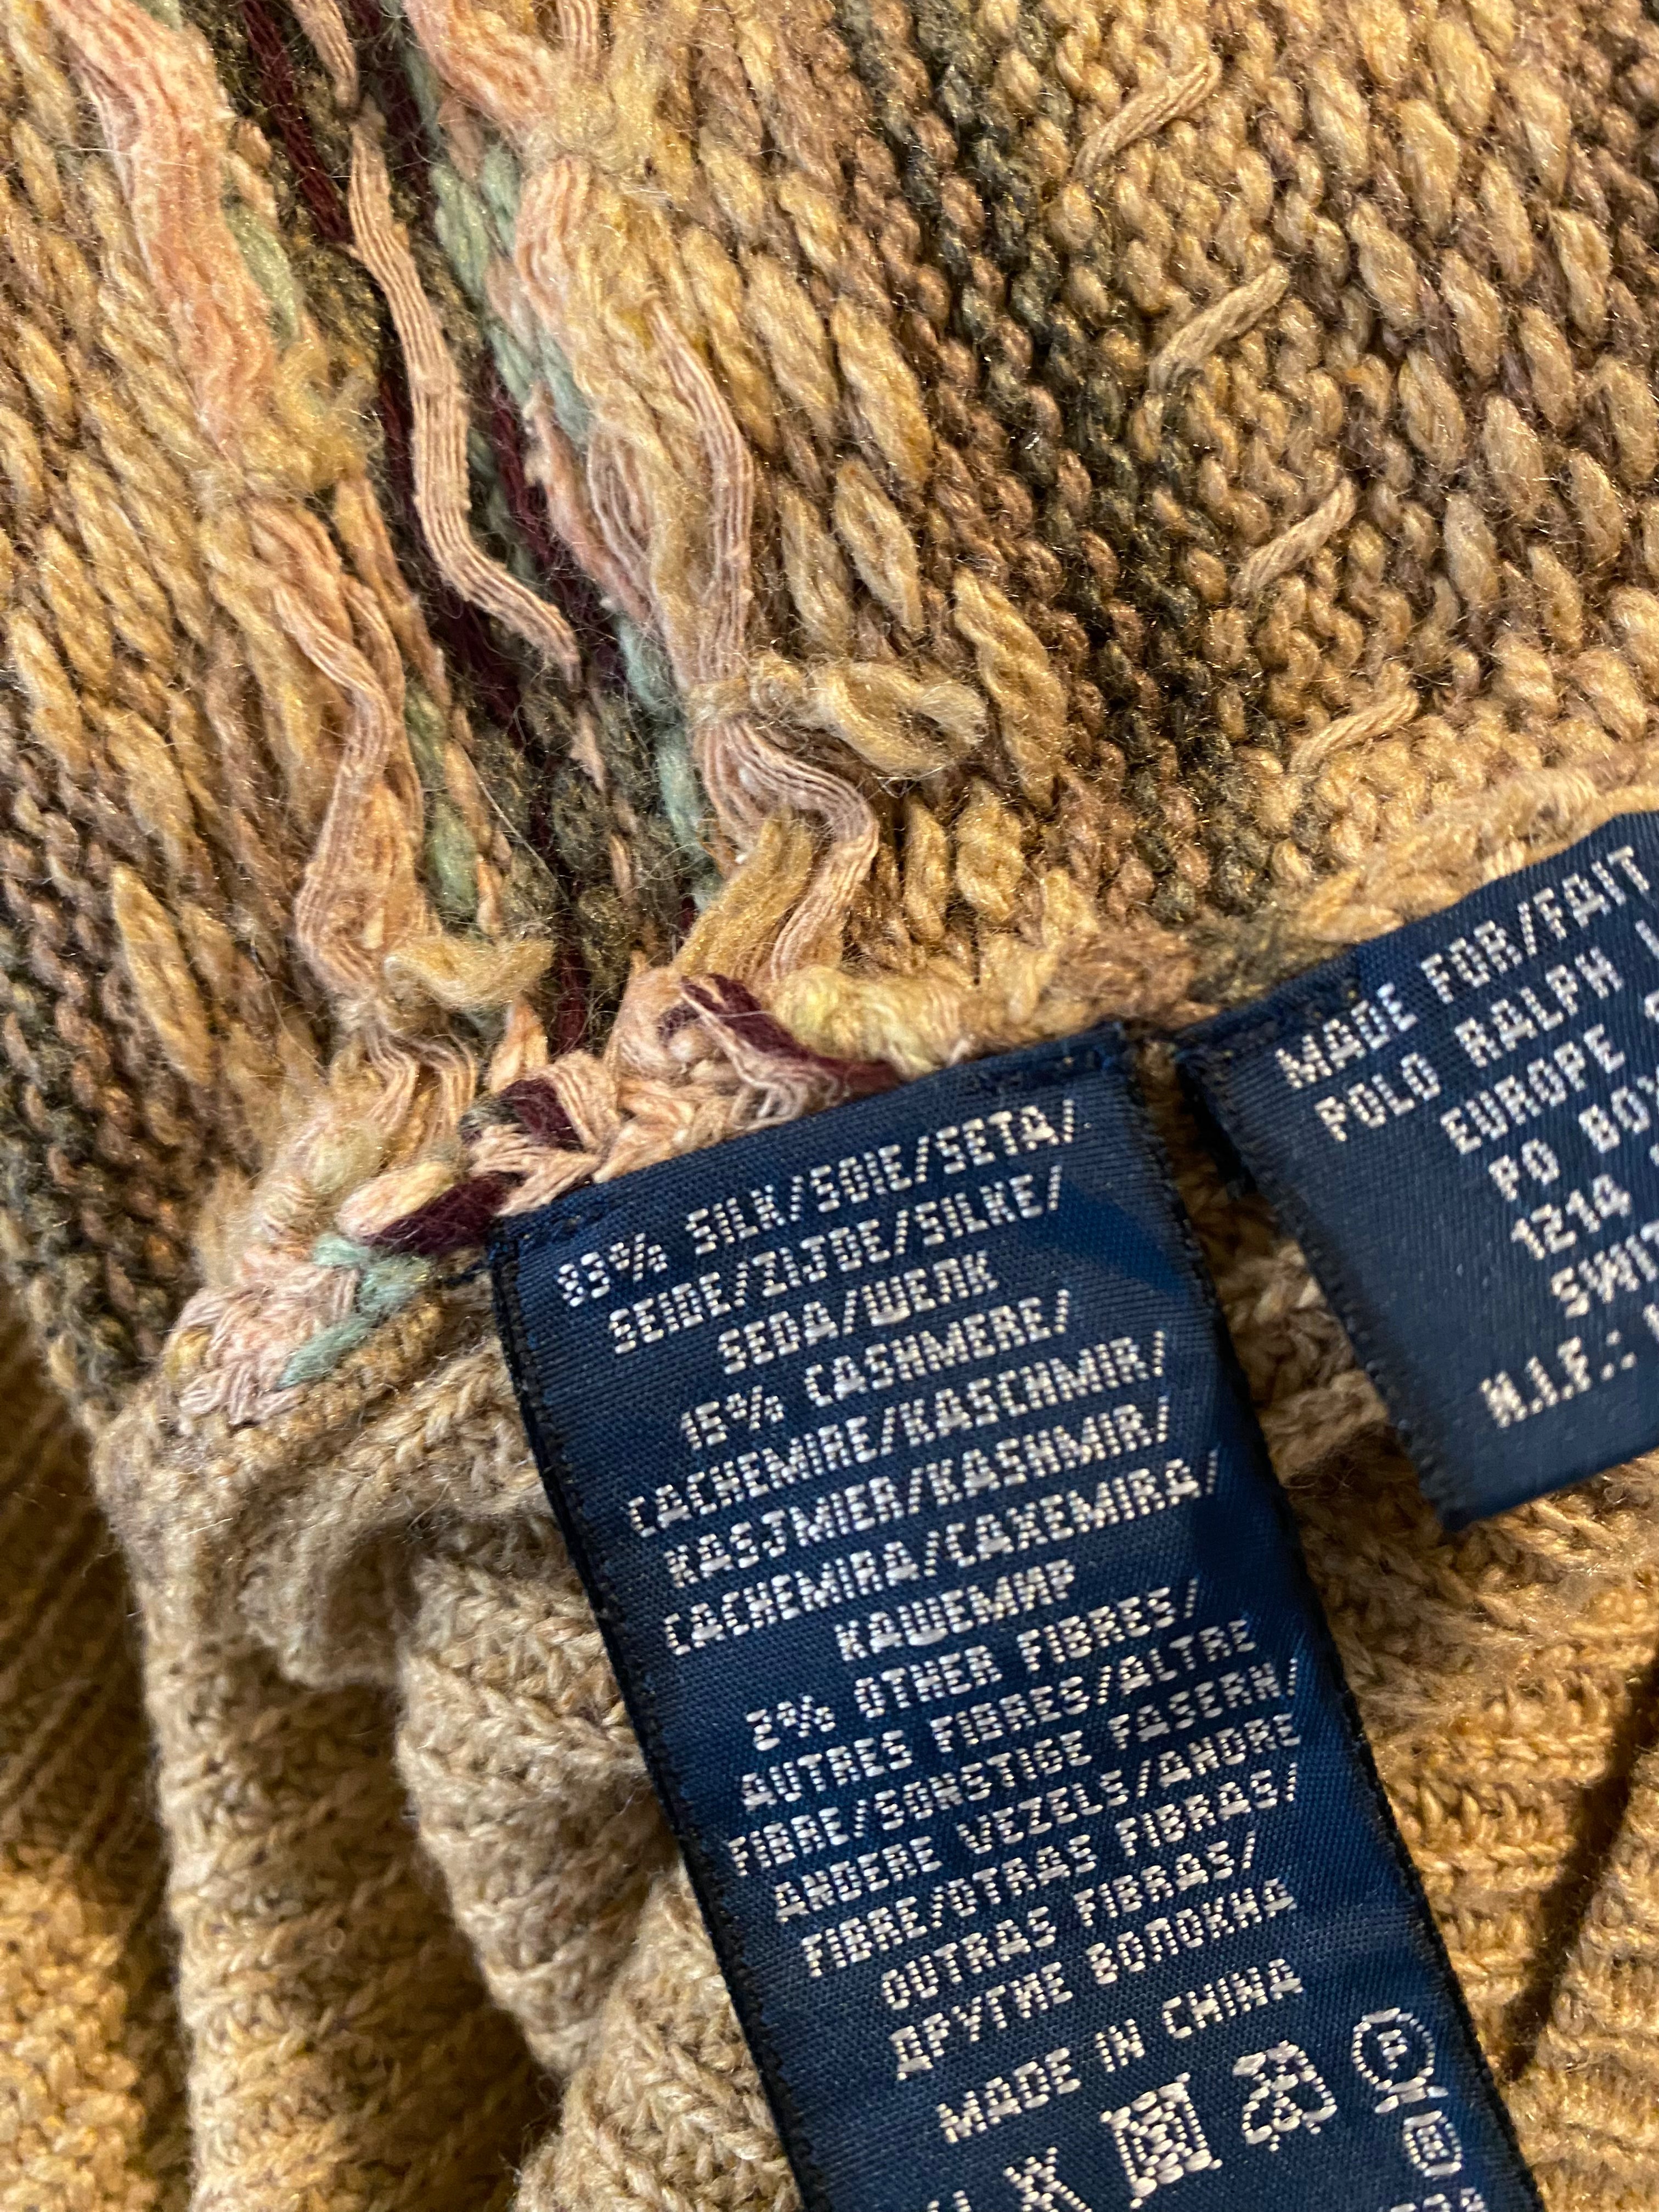 83% SILK/SOIE/SETA/
SEIDE/ZIJDE/SILKE/
SEDA/ШЕЛК
15% CASHMERE/
CACHEMIRE/KASCHMIR/
KASJMIER/KASHMIR/
CACHEMIRA/CAXEMIRA/
КАШЕМИР
2% OTHER FIBRES/
AUTRES FIBRES/ALTRE
FIBRE/SONSTIGE FASERN/
ANDERE VEZELS/ANDRE
FIBRE/OTRAS FIBRAS/
OUTRAS FIBRAS/
ДРУГИЕ ВОЛОКНА
MADE IN CHINA
MADE FOR/FAIT
POLO RALPH
EUROPE
PO BOX
1214
SWIT
N.I.F.: